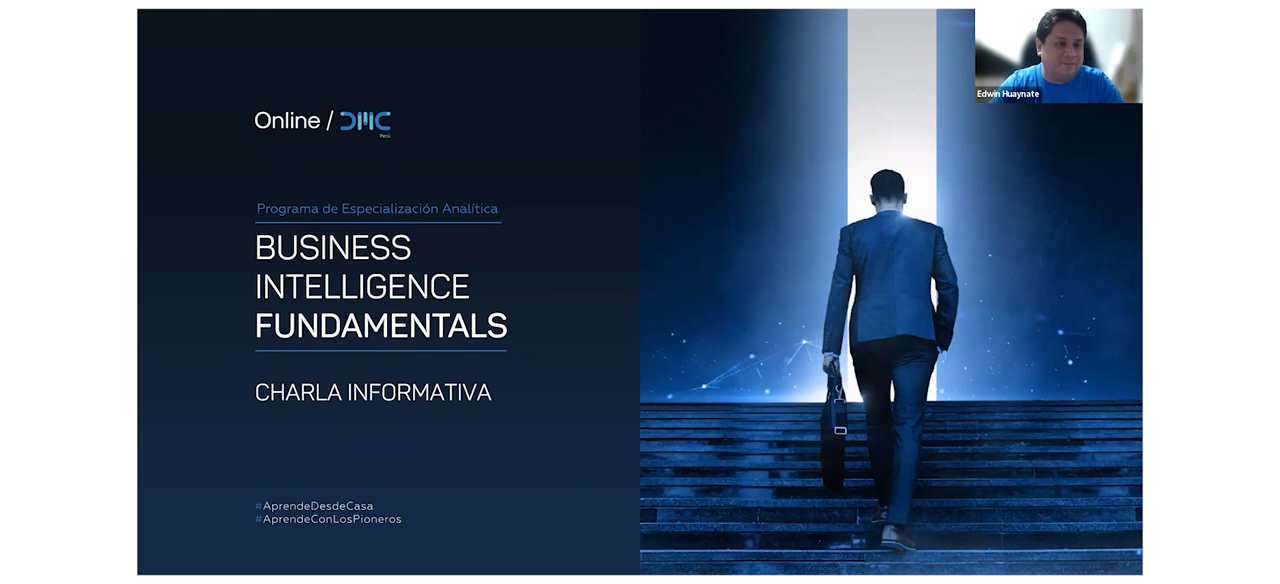 Online / DMC
Perú
Programa de Especialización Analítica
BUSINESS
INTELLIGENCE
FUNDAMENTALS
CHARLA INFORMATIVA
#AprendeDesdeCasa
#AprendeConLosPioneros
Edwin Huaynate